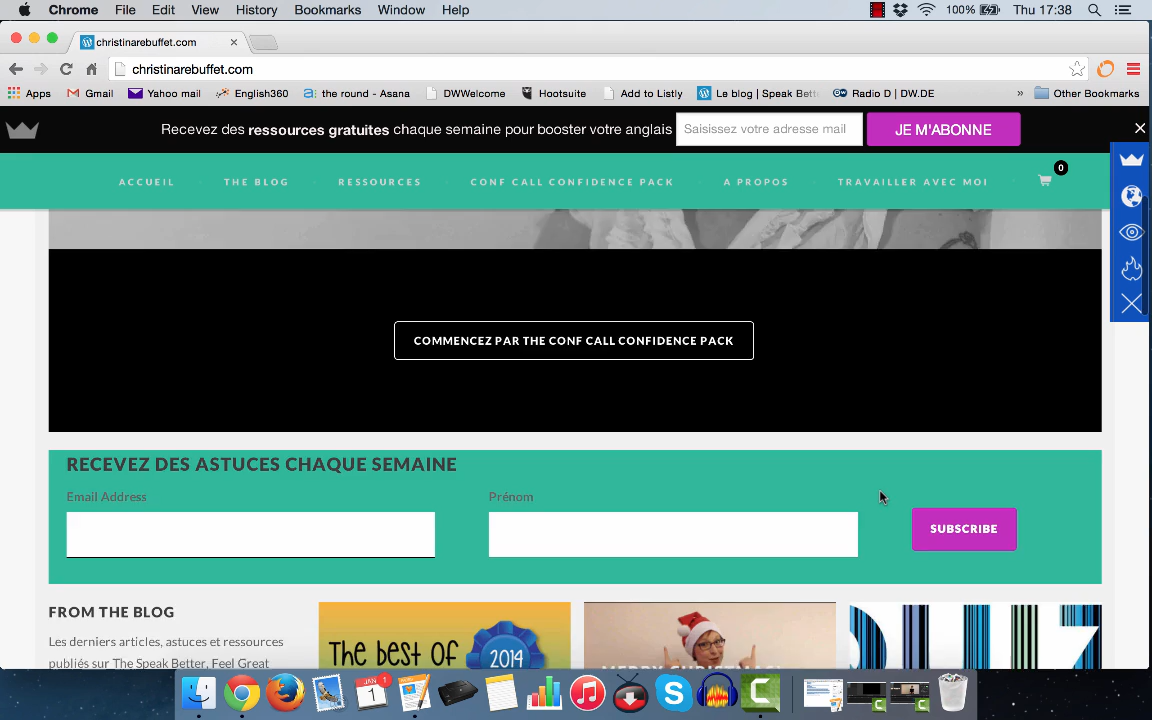 Chrome File Edit View History Bookmarks Window Help 100% Thu 17:38
christinarebuffet.com
christinarebuffet.com
Apps Gmail Yahoo mail English360 the round - Asana DWWelcome Hootsuite Add to Listly Le blog | Speak Bett Radio D | DW.DE » Other Bookmarks
Recevez des ressources gratuites chaque semaine pour booster votre anglais Saisissez votre adresse mail JE M'ABONNE
ACCUEIL THE BLOG RESSOURCES CONF CALL CONFIDENCE PACK A PROPOS TRAVAILLER AVEC MOI 0
COMMENCEZ PAR THE CONF CALL CONFIDENCE PACK
RECEVEZ DES ASTUCES CHAQUE SEMAINE
Email Address Prénom
SUBSCRIBE
FROM THE BLOG
Les derniers articles, astuces et ressources
publiés sur The Speak Better, Feel Great
The best of 2014
JAN 1 1